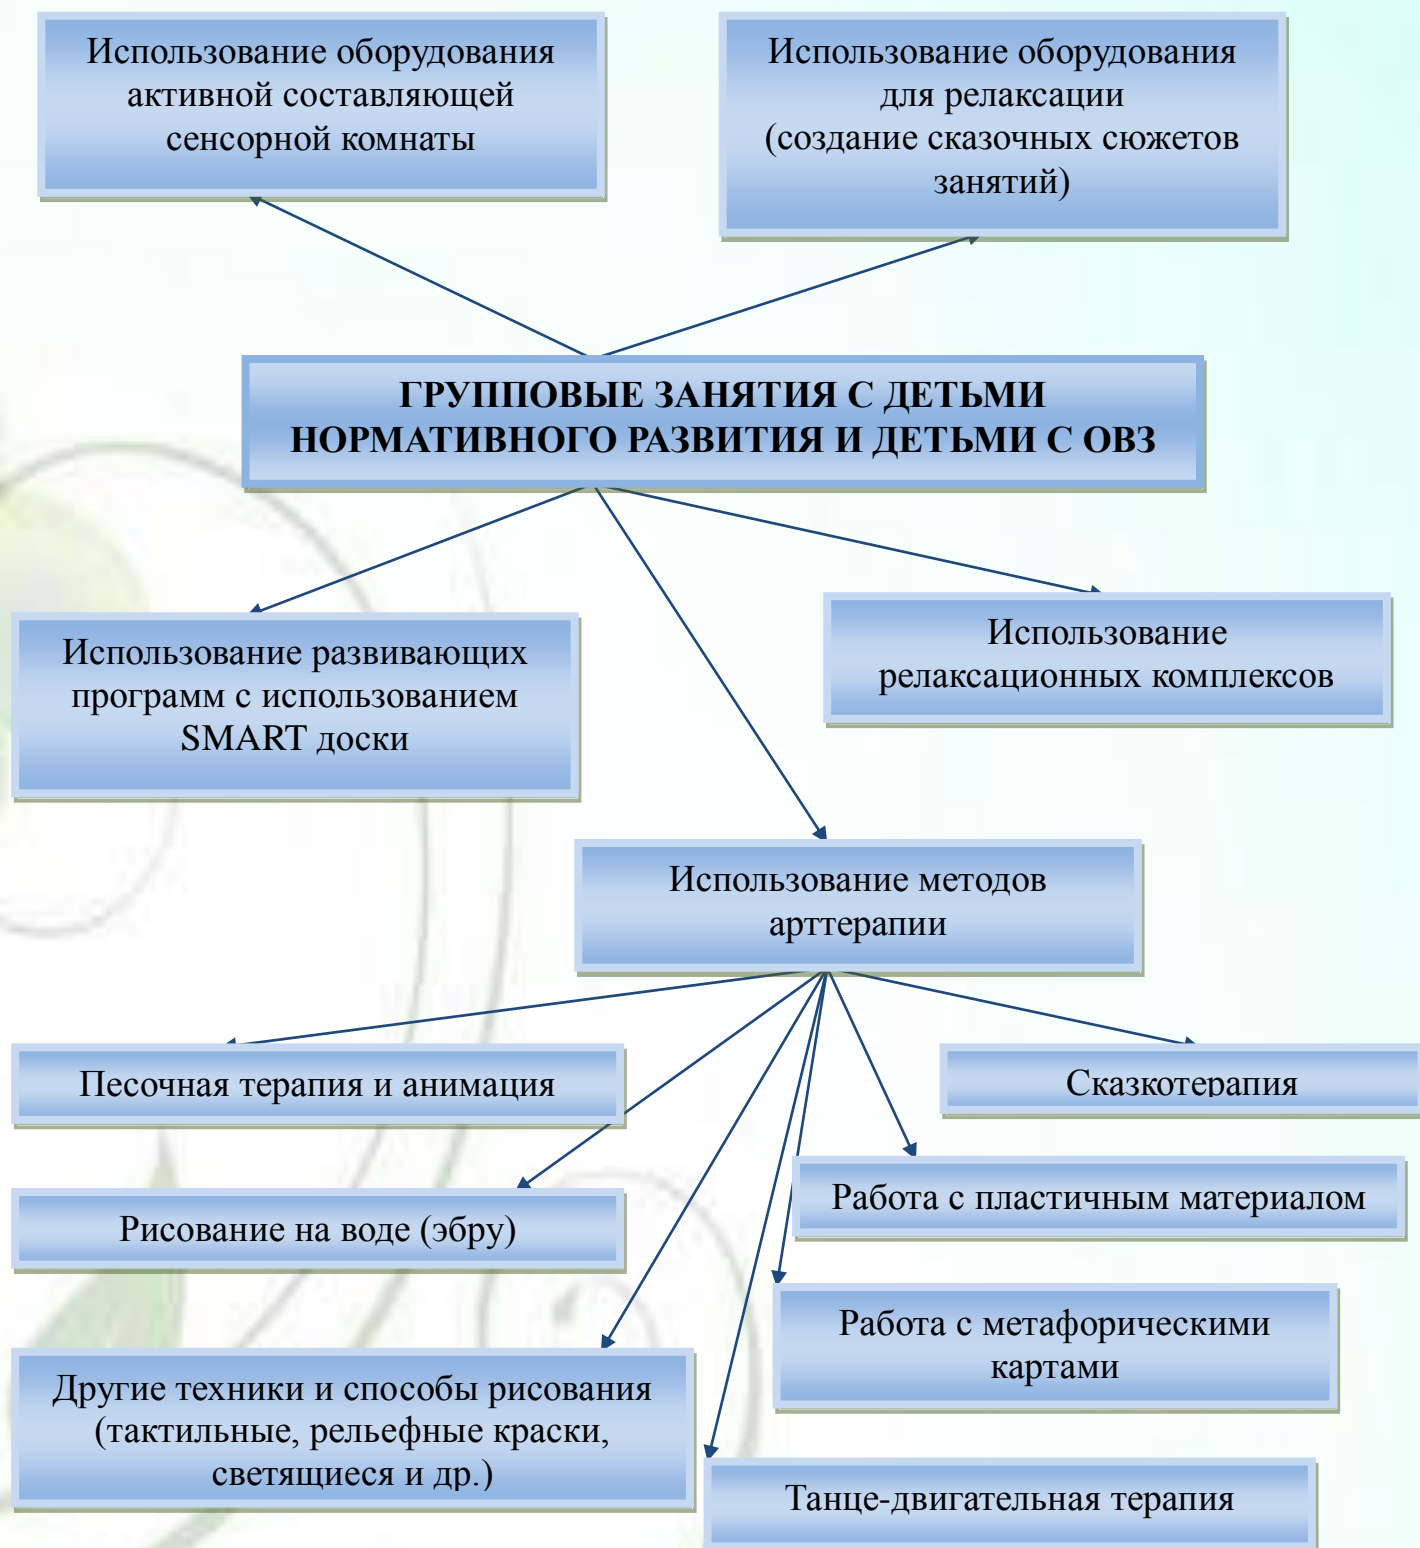 Использование оборудования
активной составляющей
сенсорной комнаты
Использование оборудования
для релаксации
(создание сказочных сюжетов
занятий)
ГРУППОВЫЕ ЗАНЯТИЯ С ДЕТЬМИ
НОРМАТИВНОГО РАЗВИТИЯ И ДЕТЬМИ С ОВЗ
Использование развивающих
программ с использованием
SMART доски
Использование
релаксационных комплексов
Использование методов
арттерапии
Песочная терапия и анимация
Сказкотерапия
Рисование на воде (эбру)
Работа с пластичным материалом
Работа с метафорическими
картами
Другие техники и способы рисования
(тактильные, рельефные краски,
светящиеся и др.)
Танце-двигательная терапия